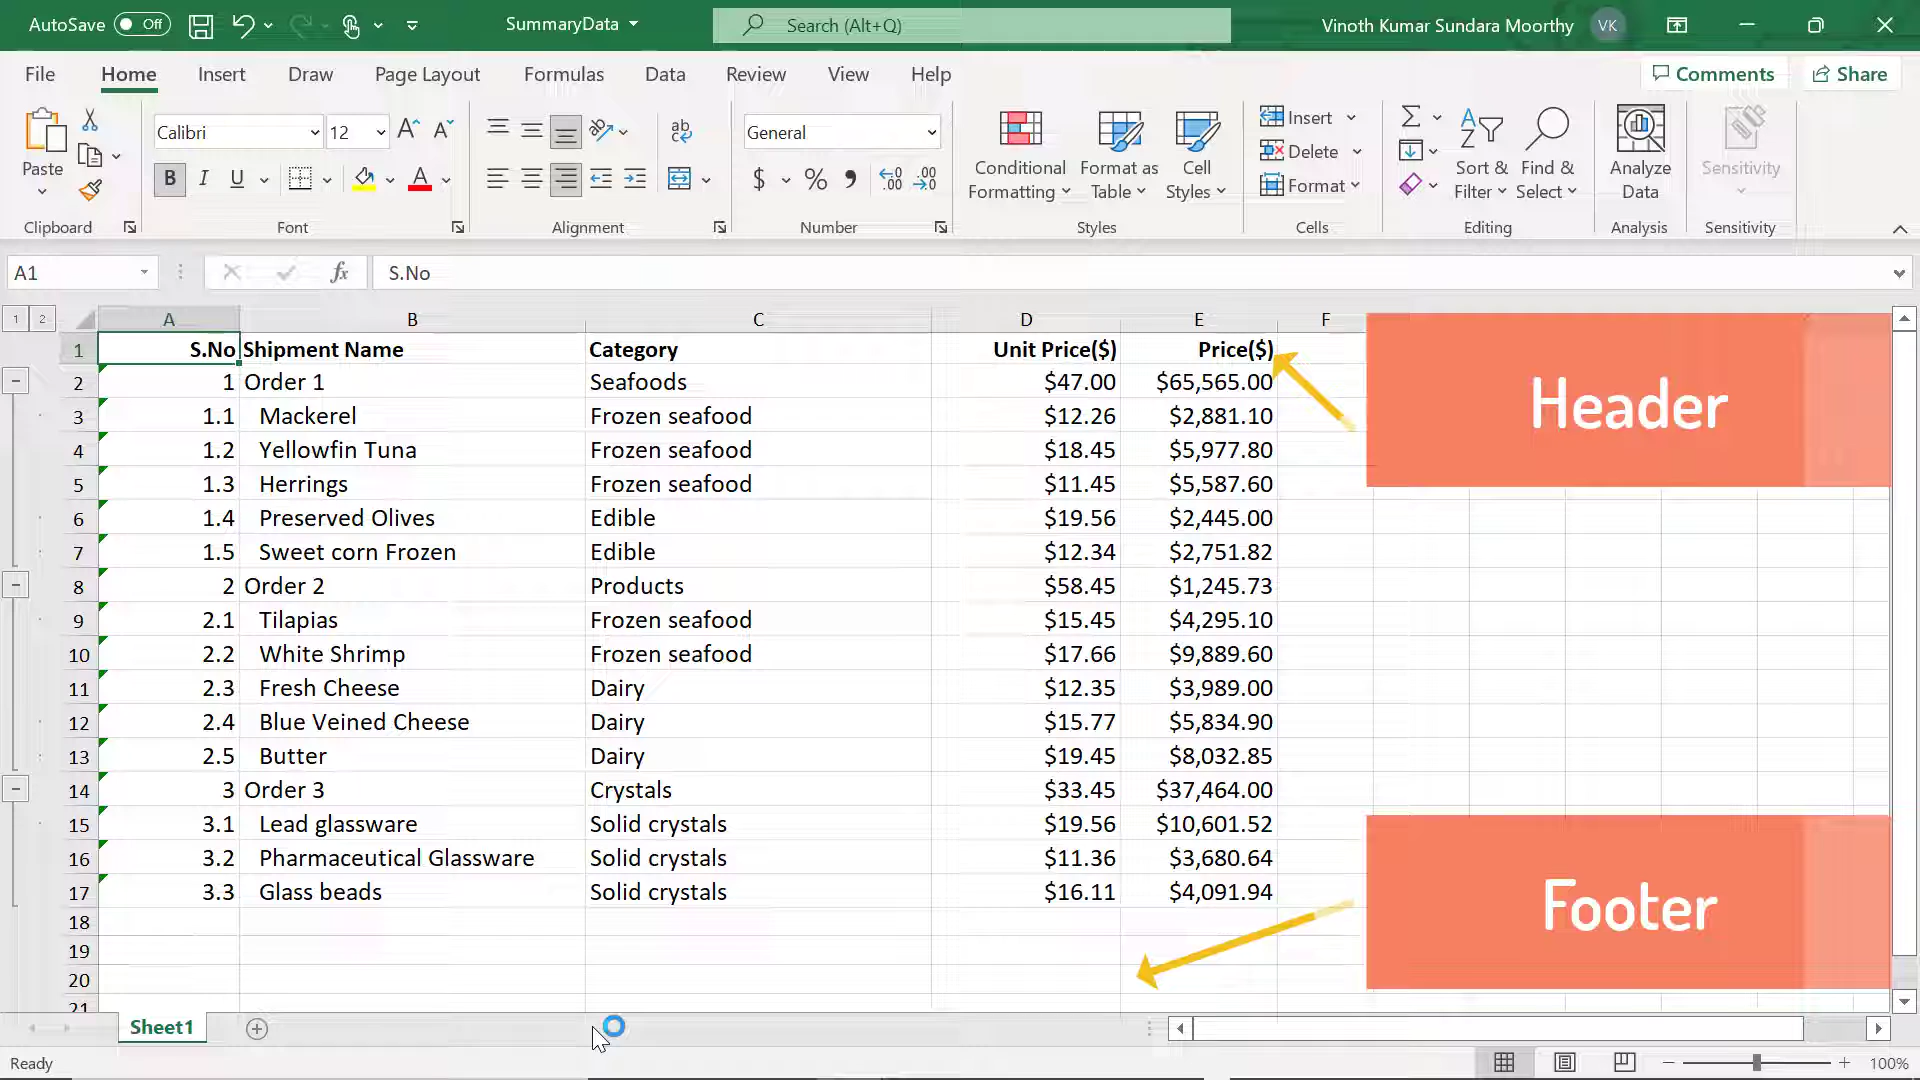 AutoSave Off SummaryData Search (Alt+Q) Vinoth Kumar Sundara Moorthy VK
File Home Insert Draw Page Layout Formulas Data Review View Help Comments Share
Paste
Calibri 12
B I U
ab
General
$ % 9 .00 .00
Conditional Formatting
Format as Table
Cell Styles
Insert
Delete
Format
Sort & Filter
Find & Select
Analyze Data
Sensitivity
Clipboard Font Alignment Number Styles Cells Editing Analysis Sensitivity
A1 fx S.No
1 2 A B C D E F
1 S.No Shipment Name Category Unit Price($) Price($)
2 1 Order 1 Seafoods $47.00 $65,565.00
3 1.1 Mackerel Frozen seafood $12.26 $2,881.10
4 1.2 Yellowfin Tuna Frozen seafood $18.45 $5,977.80
5 1.3 Herrings Frozen seafood $11.45 $5,587.60
6 1.4 Preserved Olives Edible $19.56 $2,445.00
7 1.5 Sweet corn Frozen Edible $12.34 $2,751.82
8 2 Order 2 Products $58.45 $1,245.73
9 2.1 Tilapias Frozen seafood $15.45 $4,295.10
10 2.2 White Shrimp Frozen seafood $17.66 $9,889.60
11 2.3 Fresh Cheese Dairy $12.35 $3,989.00
12 2.4 Blue Veined Cheese Dairy $15.77 $5,834.90
13 2.5 Butter Dairy $19.45 $8,032.85
14 3 Order 3 Crystals $33.45 $37,464.00
15 3.1 Lead glassware Solid crystals $19.56 $10,601.52
16 3.2 Pharmaceutical Glassware Solid crystals $11.36 $3,680.64
17 3.3 Glass beads Solid crystals $16.11 $4,091.94
18
19
20
21
Header
Footer
Sheet1
Ready 100%